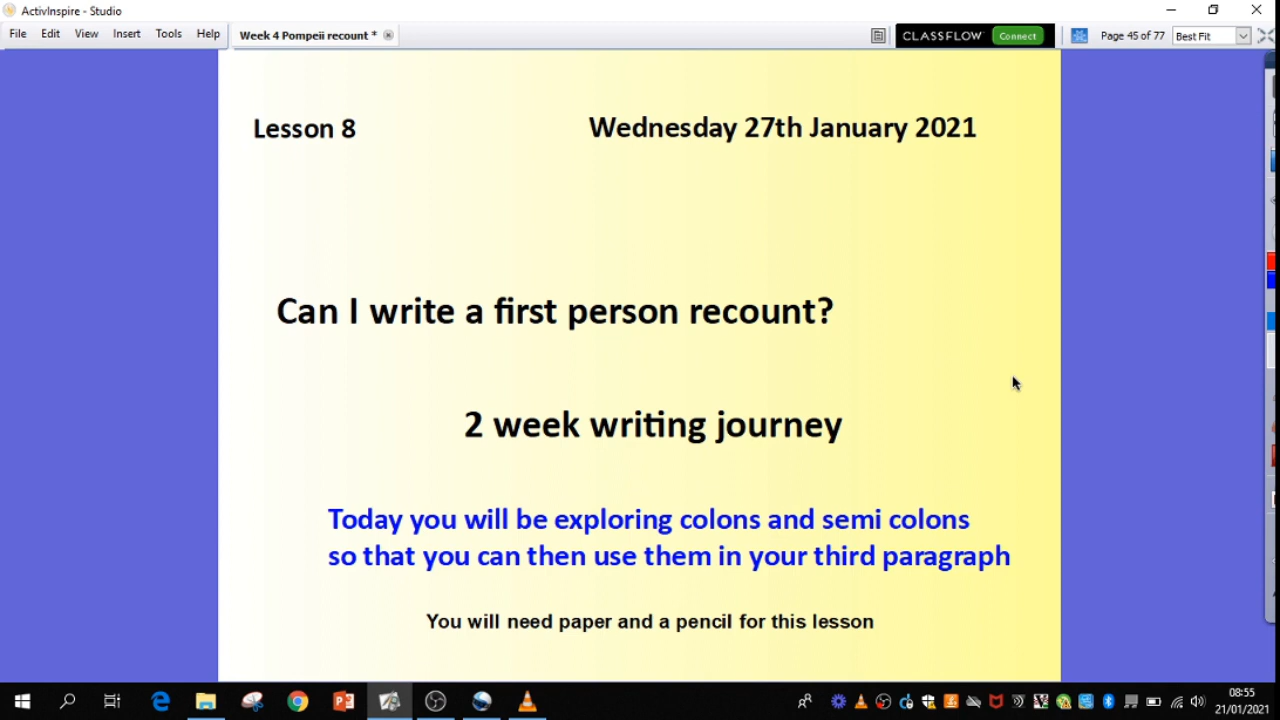 ActivInspire - Studio
File Edit View Insert Tools Help
Week 4 Pompeii recount *
CLASSFLOW Connect
Page 45 of 77
Best Fit
Lesson 8
Wednesday 27th January 2021
Can I write a first person recount?
2 week writing journey
Today you will be exploring colons and semi colons
so that you can then use them in your third paragraph
You will need paper and a pencil for this lesson
08:55
21/01/2021